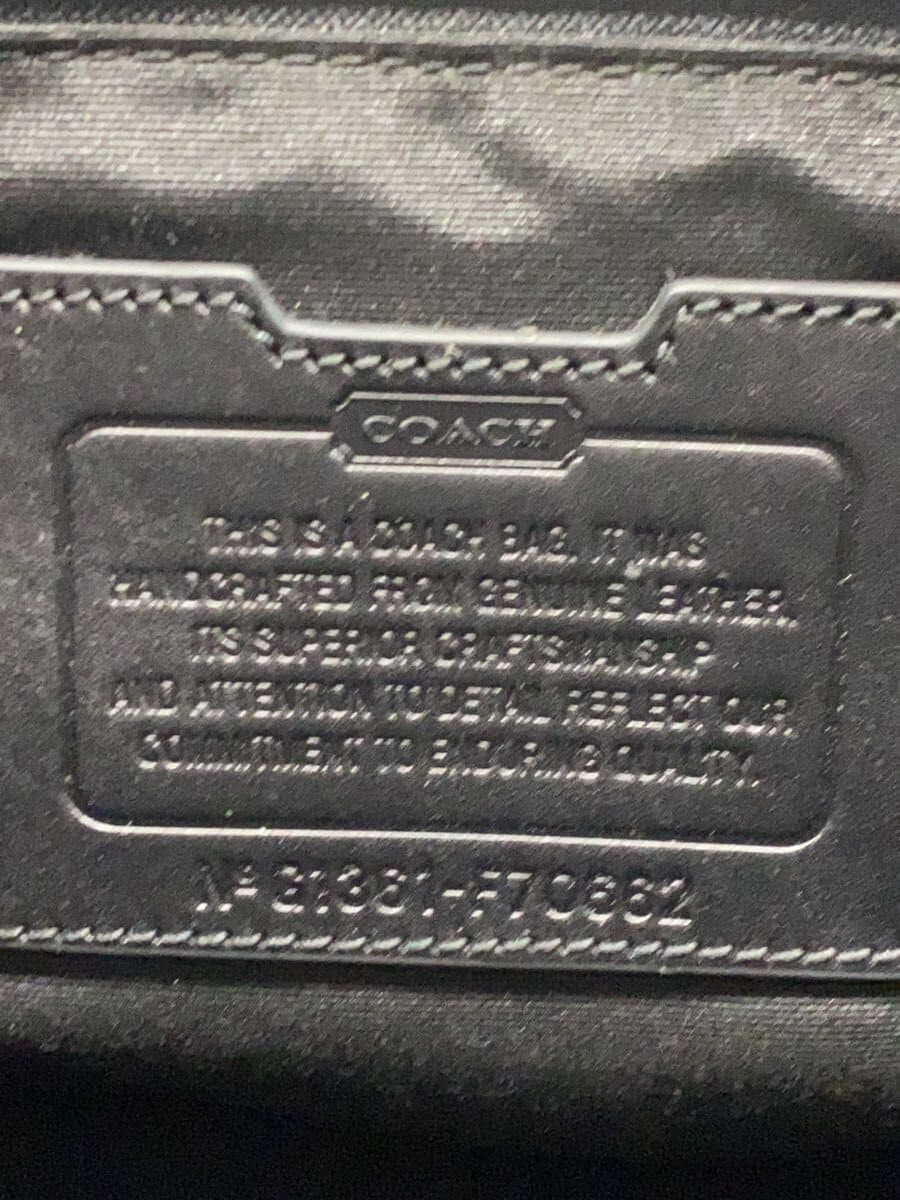 COACH
THIS IS A COACH BAG. IT WAS
HANDCRAFTED FROM GENUINE LEATHER.
ITS SUPERIOR CRAFTSMANSHIP
AND ATTENTION TO DETAIL REFLECT OUR
COMMITMENT TO ENDURING QUALITY.